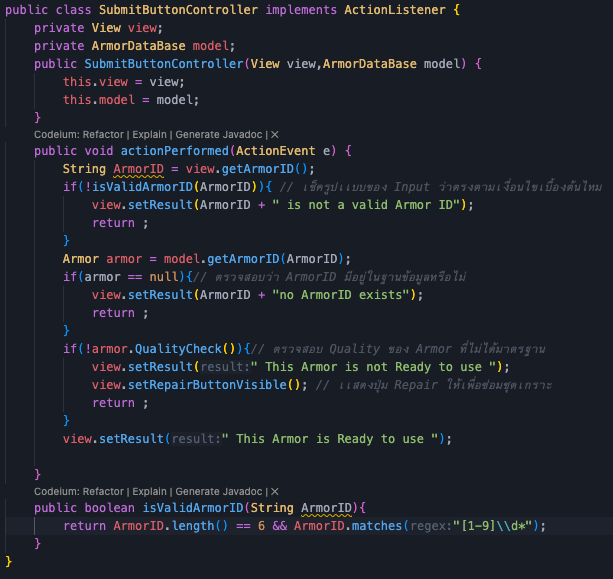 public class SubmitButtonController implements ActionListener {
private View view;
private ArmorDataBase model;
public SubmitButtonController(View view,ArmorDataBase model) {
this.view = view;
this.model = model;
}
Codeium: Refactor | Explain | Generate Javadoc | ×
public void actionPerformed(ActionEvent e) {
String ArmorID = view.getArmorID();
if(!isValidArmorID(ArmorID)){ // เช็ครูปแบบของ Input ว่าตรงตามเงื่อนไขเบื้องต้นไหม
view.setResult(ArmorID + " is not a valid Armor ID");
return ;
}
Armor armor = model.getArmorID(ArmorID);
if(armor == null){// ตรวจสอบว่า ArmorID มีอยู่ในฐานข้อมูลหรือไม่
view.setResult(ArmorID + "no ArmorID exists");
return ;
}
if(!armor.QualityCheck()){// ตรวจสอบ Quality ของ Armor ที่ไม่ได้มาตรฐาน
view.setResult(result:" This Armor is not Ready to use ");
view.setRepairButtonVisible(); // แสดงปุ่ม Repair ให้เพื่อซ่อมชุดเกราะ
return ;
}
view.setResult(result:" This Armor is Ready to use ");
}
Codeium: Refactor | Explain | Generate Javadoc | ×
public boolean isValidArmorID(String ArmorID){
return ArmorID.length() == 6 && ArmorID.matches(regex:"[1-9]\\d*");
}
}